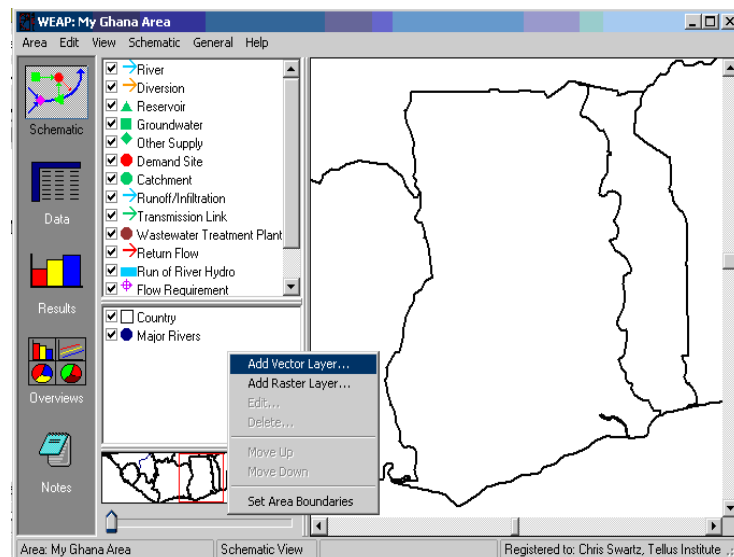 WEAP: My Ghana Area
Area Edit View Schematic General Help
Schematic
Data
Results
Overviews
Notes
River
Diversion
Reservoir
Groundwater
Other Supply
Demand Site
Catchment
Runoff/Infiltration
Transmission Link
Wastewater Treatment Plant
Return Flow
Run of River Hydro
Flow Requirement
Country
Major Rivers
Add Vector Layer...
Add Raster Layer...
Edit...
Delete...
Move Up
Move Down
Set Area Boundaries
Area: My Ghana Area Schematic View Registered to: Chris Swartz, Tellus Institute